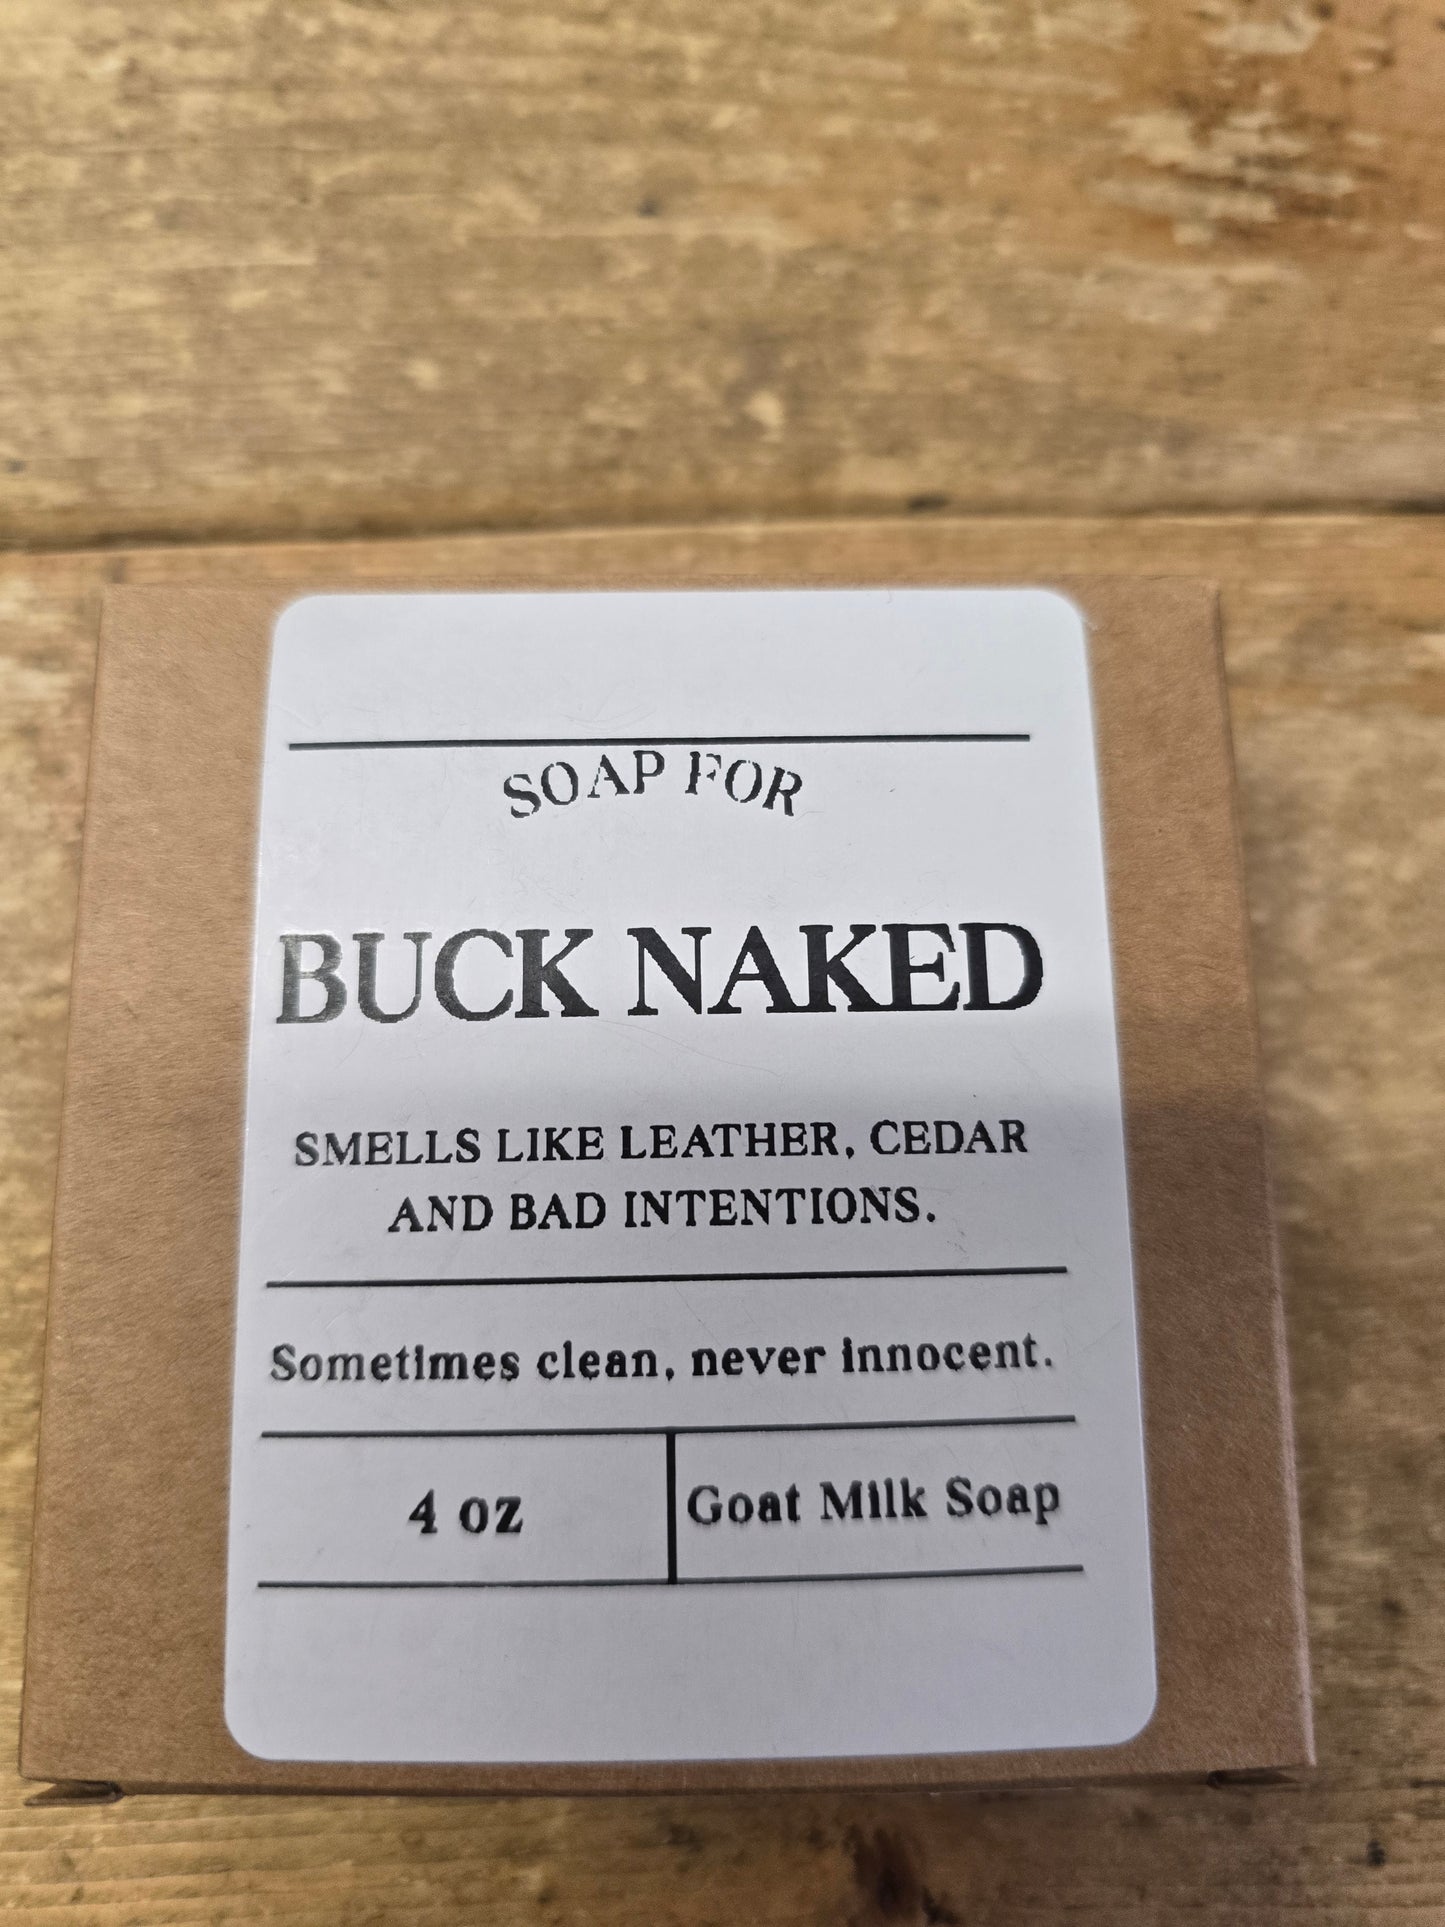 SOAP FOR
BUCK NAKED
SMELLS LIKE LEATHER, CEDAR
AND BAD INTENTIONS.
Sometimes clean, never innocent.
4 oz
Goat Milk Soap